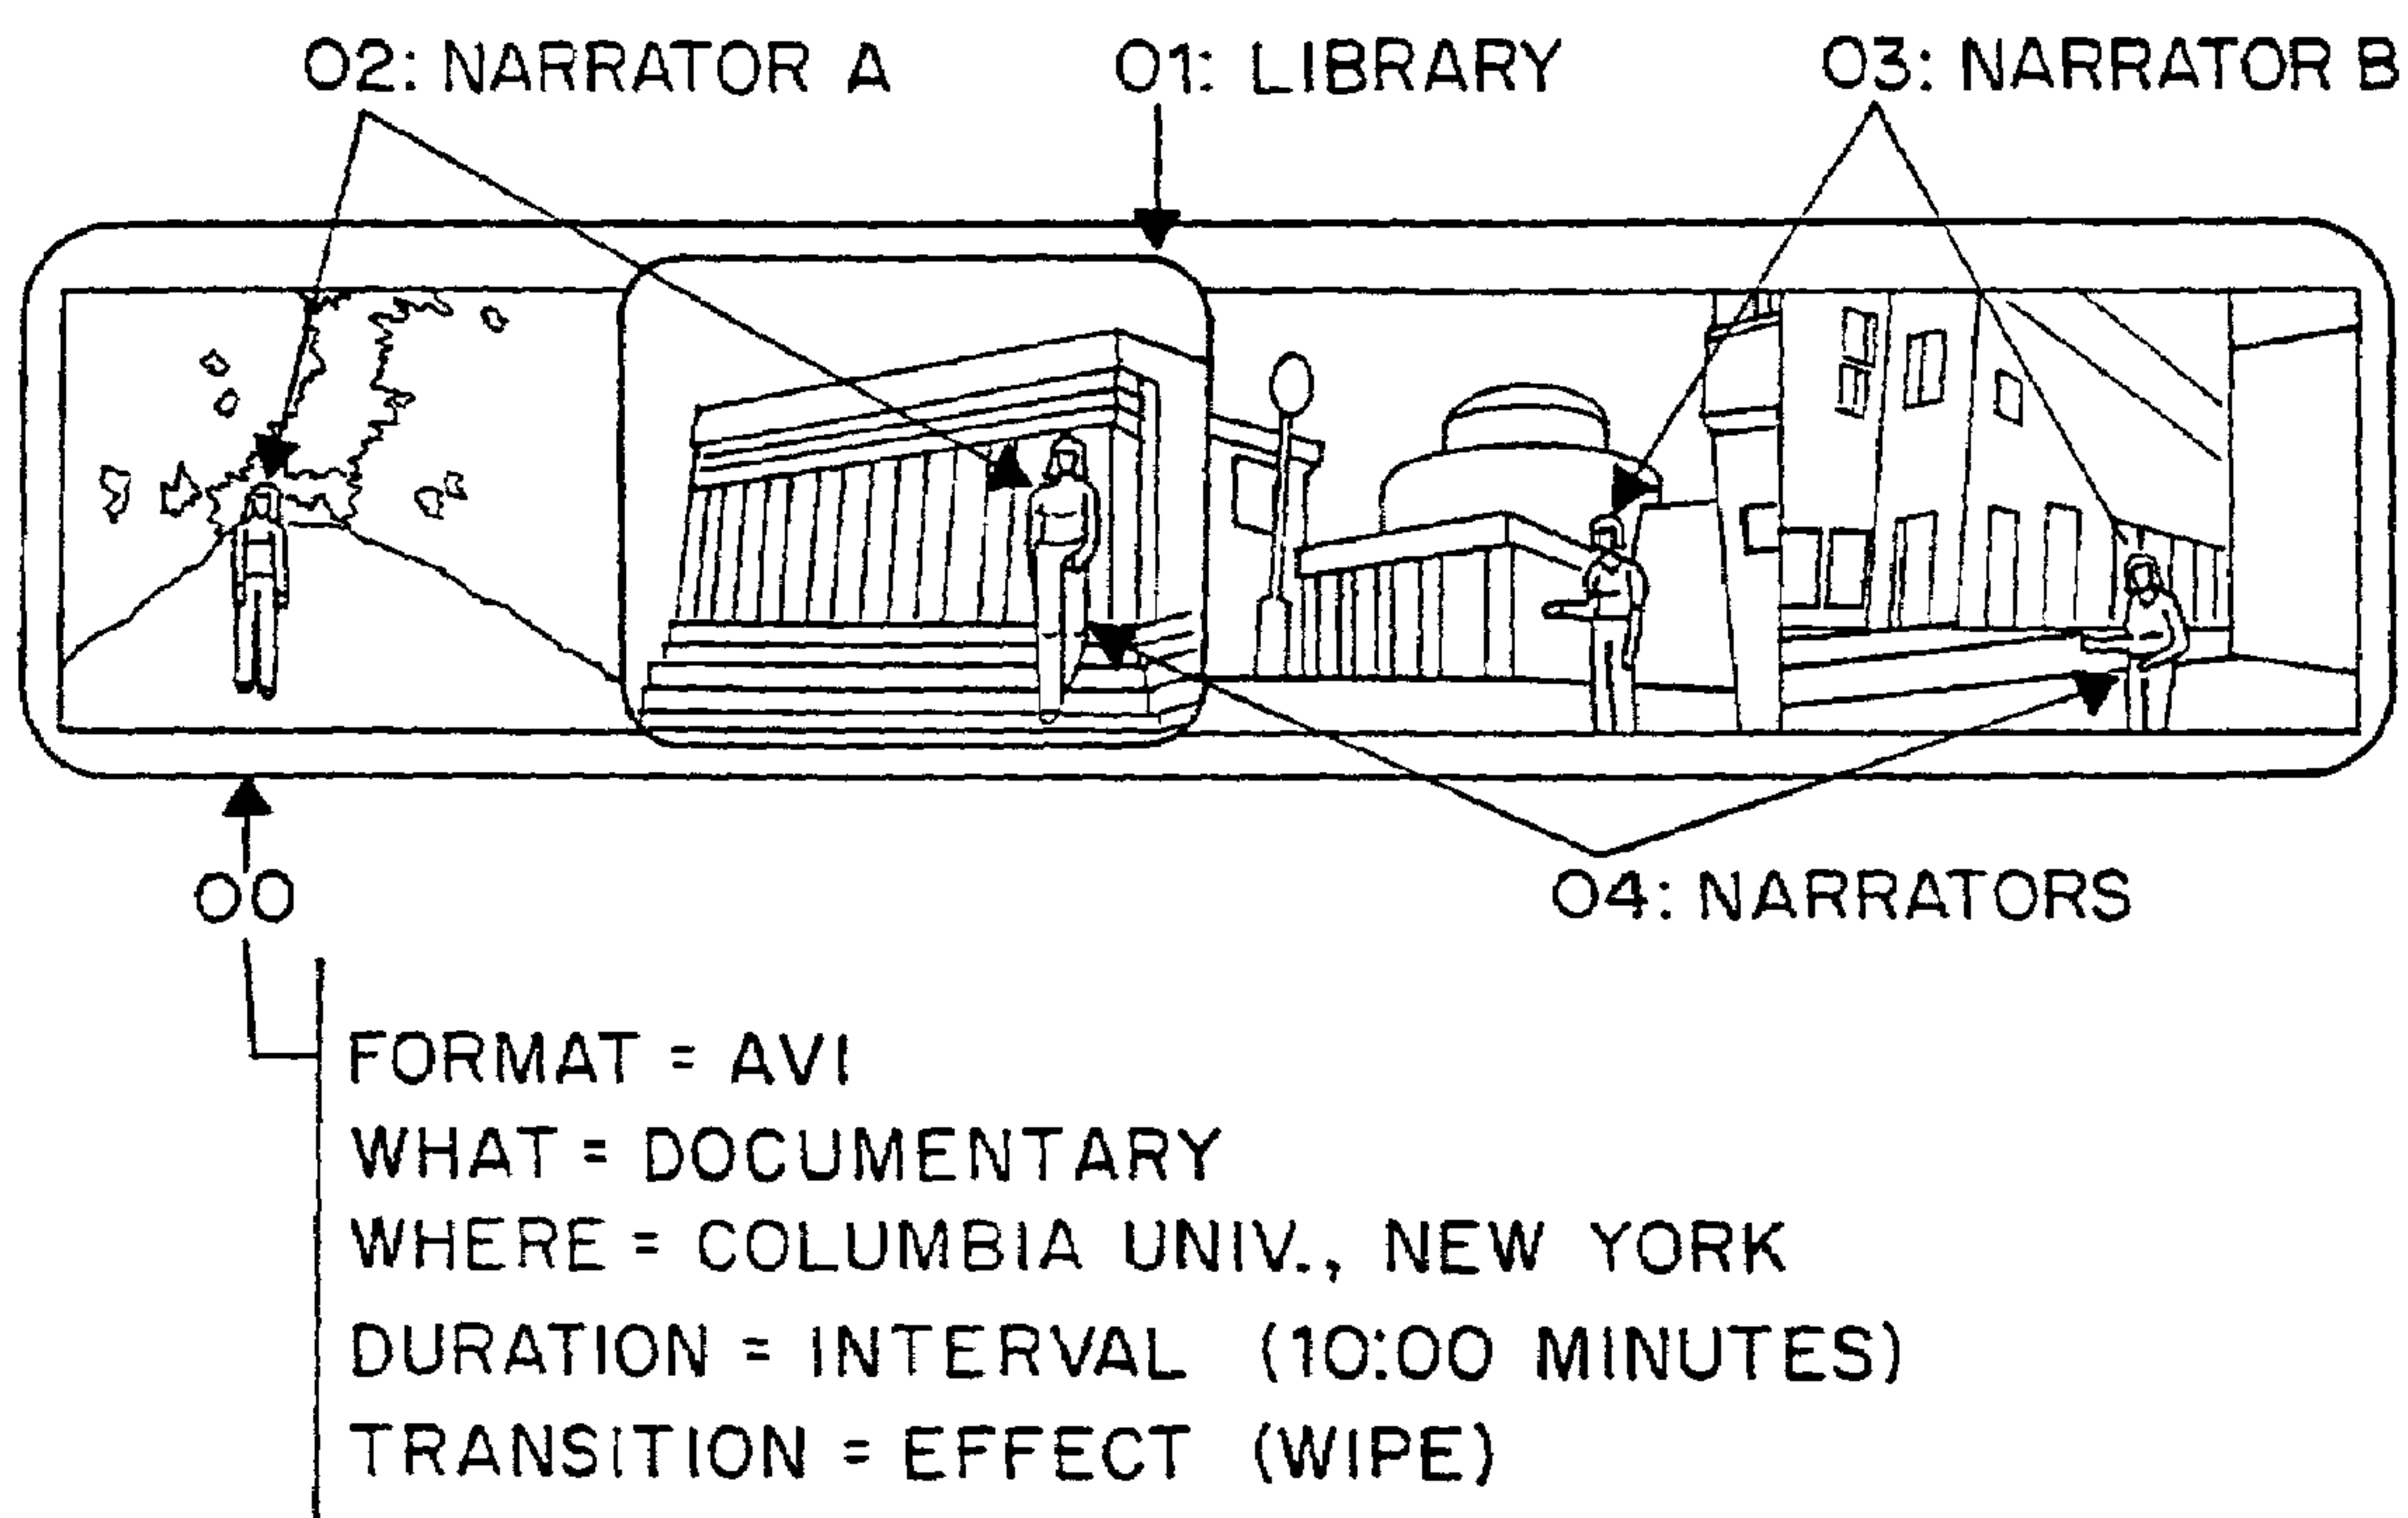 O2: NARRATOR A
O1: LIBRARY
O3: NARRATOR B
OO
O4: NARRATORS
FORMAT = AVI
WHAT = DOCUMENTARY
WHERE = COLUMBIA UNIV., NEW YORK
DURATION = INTERVAL (10:00 MINUTES)
TRANSITION = EFFECT (WIPE)